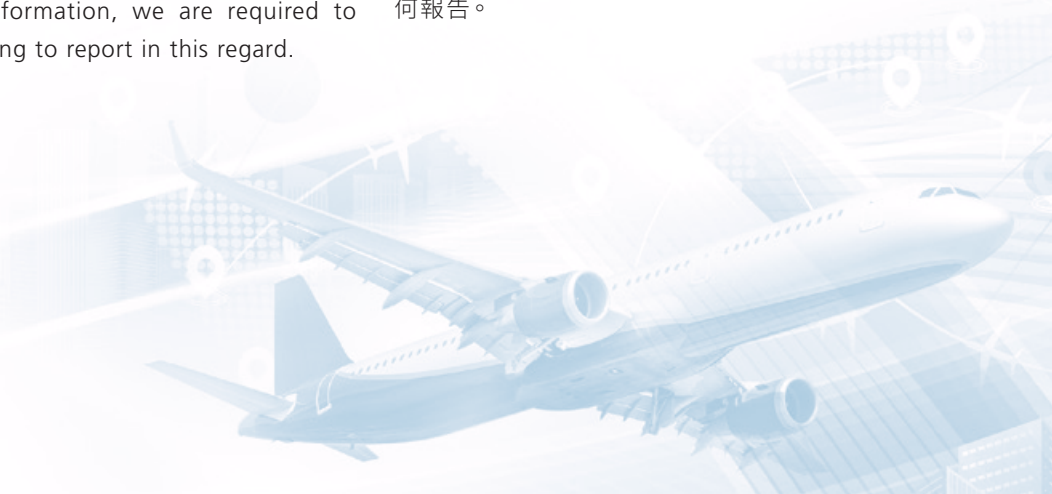 formation, we are required to
ng to report in this regard.
何報告。